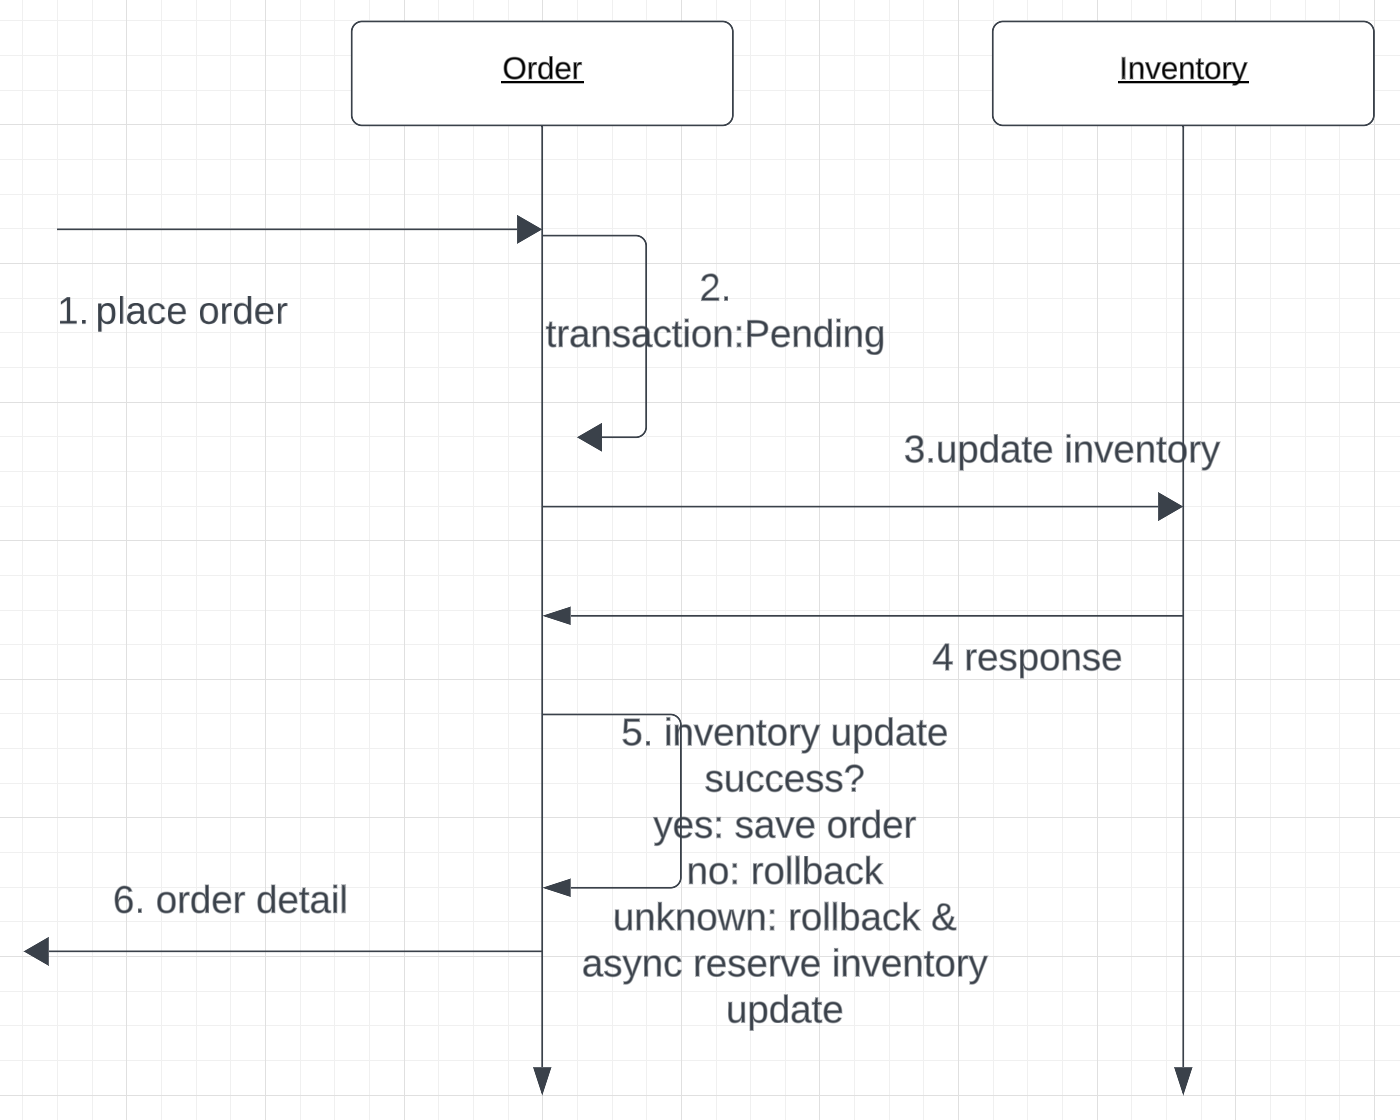 Order
Inventory
1. place order
2.
transaction:Pending
3.update inventory
4 response
5. inventory update
success?
yes: save order
no: rollback
unknown: rollback &
async reserve inventory
update
6. order detail